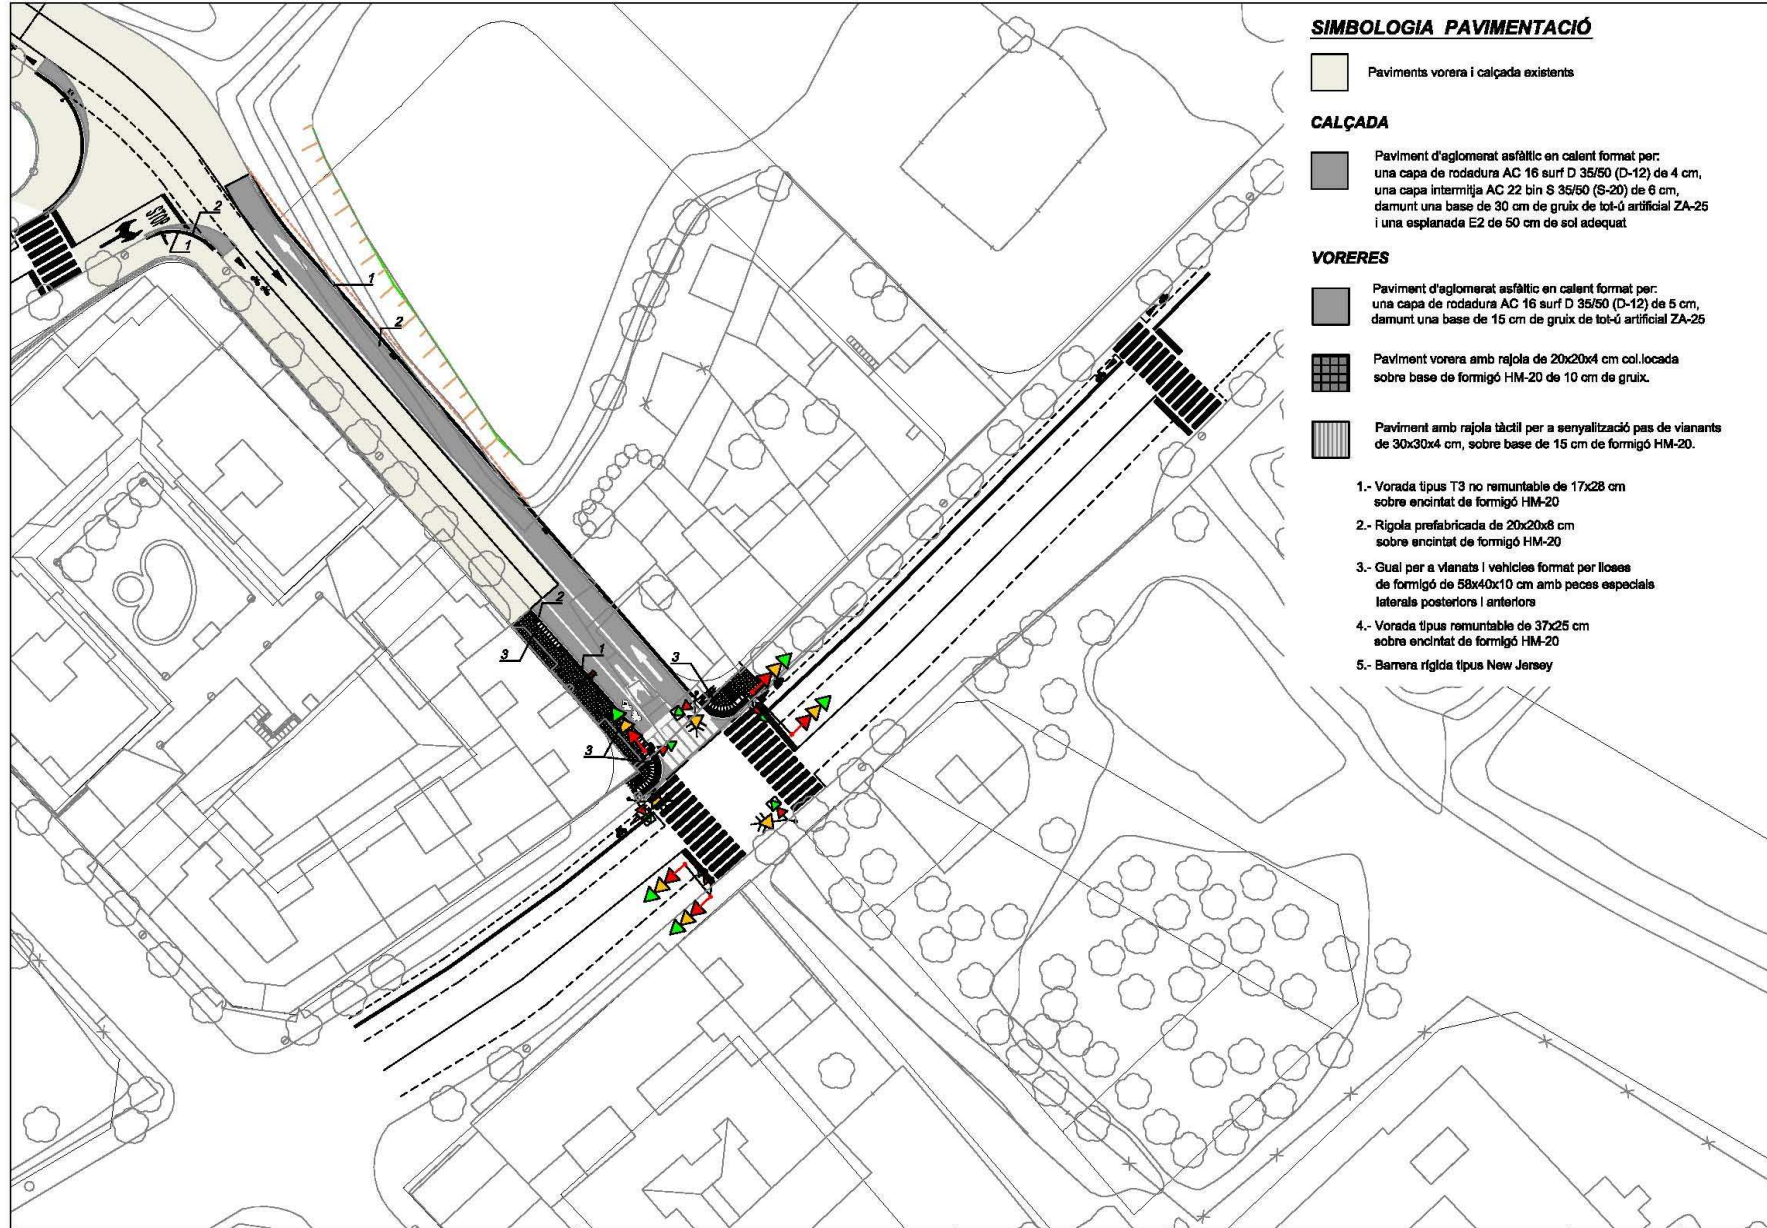 SIMBOLOGIA PAVIMENTACIÓ
Paviments vorera i calçada existents
CALÇADA
Paviment d'aglomerat asfàltic en calent format per:
una capa de rodadura AC 16 surf D 35/50 (D-12) de 4 cm,
una capa intermitja AC 22 bin S 35/50 (S-20) de 6 cm,
damunt una base de 30 cm de gruix de tot-ú artificial ZA-25
i una esplanada E2 de 50 cm de sol adequat
VORERES
Paviment d'aglomerat asfàltic en calent format per:
una capa de rodadura AC 16 surf D 35/50 (D-12) de 5 cm,
damunt una base de 15 cm de gruix de tot-ú artificial ZA-25
Paviment vorera amb rajola de 20x20x4 cm col.locada
sobre base de formigó HM-20 de 10 cm de gruix.
Paviment amb rajola tàctil per a senyalització pas de vianants
de 30x30x4 cm, sobre base de 15 cm de formigó HM-20.
1.- Vorada tipus T3 no remuntable de 17x28 cm
sobre encintat de formigó HM-20
2.- Rigola prefabricada de 20x20x8 cm
sobre encintat de formigó HM-20
3.- Gual per a vianats i vehicles format per lloses
de formigó de 58x40x10 cm amb peces especials
laterals posteriors i anteriors
4.- Vorada tipus remuntable de 37x25 cm
sobre encintat de formigó HM-20
5.- Barrera rígida tipus New Jersey
STOP
2
1
1
2
2
3
1
3
3